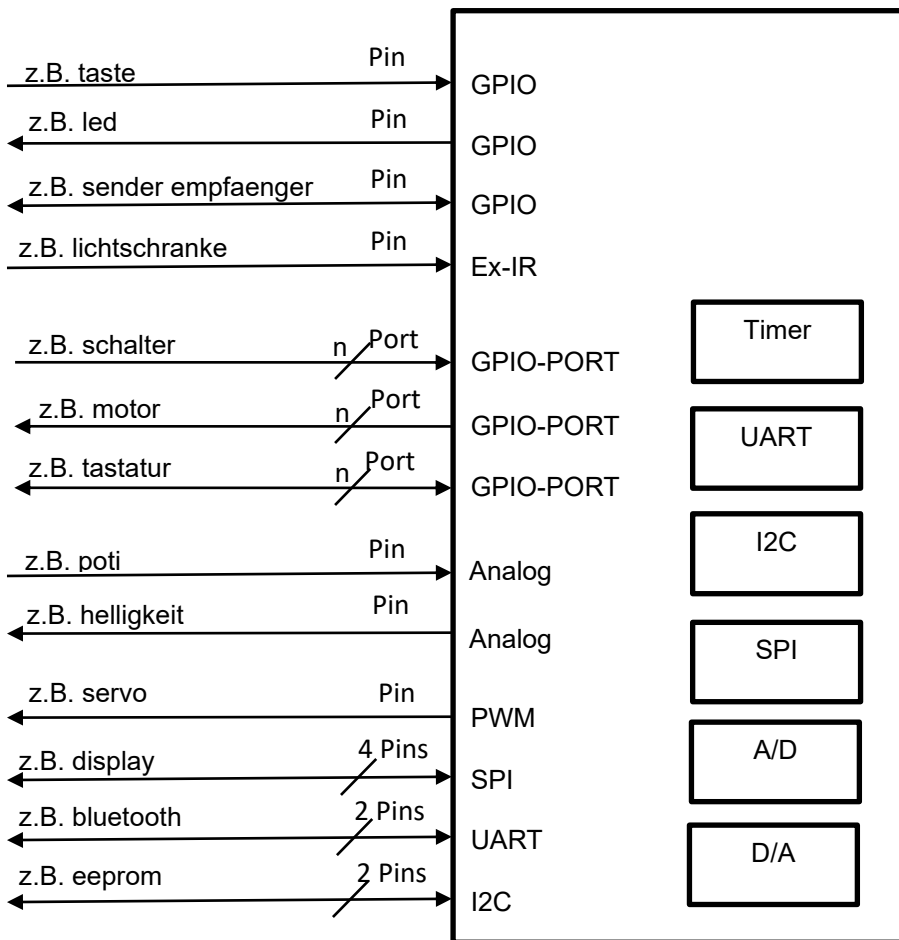 z.B. taste Pin GPIO
z.B. led Pin GPIO
z.B. sender empfaenger Pin GPIO
z.B. lichtschranke Pin Ex-IR
Timer
z.B. schalter n Port GPIO-PORT
z.B. motor n Port GPIO-PORT
UART
z.B. tastatur n Port GPIO-PORT
I2C
z.B. poti Pin Analog
z.B. helligkeit Pin Analog
SPI
z.B. servo Pin PWM
A/D
z.B. display 4 Pins SPI
z.B. bluetooth 2 Pins UART
D/A
z.B. eeprom 2 Pins I2C